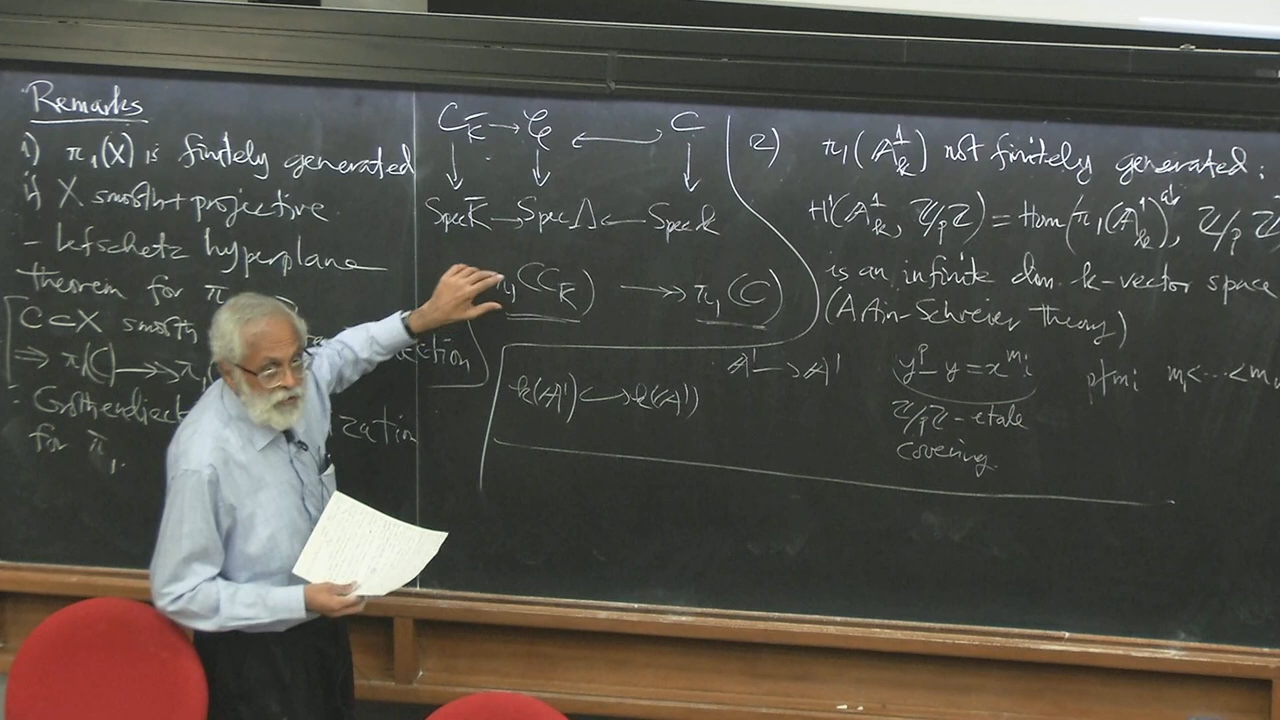 Remarks
1) π₁(X) is finitely generated
if X smooth + projective
- Lefschetz hyperplane
theorem for π
C ⊂ X smooth
⇒ π(C) ↠ π₁
- Grothendieck
for π₁.
C_K̄ → 𝒞 ← C
↓ ↓ ↓
Spec K̄ → Spec Λ ← Spec k
π₁(C_K̄) ↠ π₁(C)
k(A¹) ↪ k(A¹)
A¹ → A¹
2) π₁(A¹_k) not finitely generated:
H¹(A¹_k, Z/pZ) = Hom(π₁(A¹_k)^ab, Z/pZ
is an infinite dim k-vector space
(Artin-Schreier theory)
y^p - y = x^{m_i} p∤m_i m₁<...<m
Z/pZ-etale
covering.